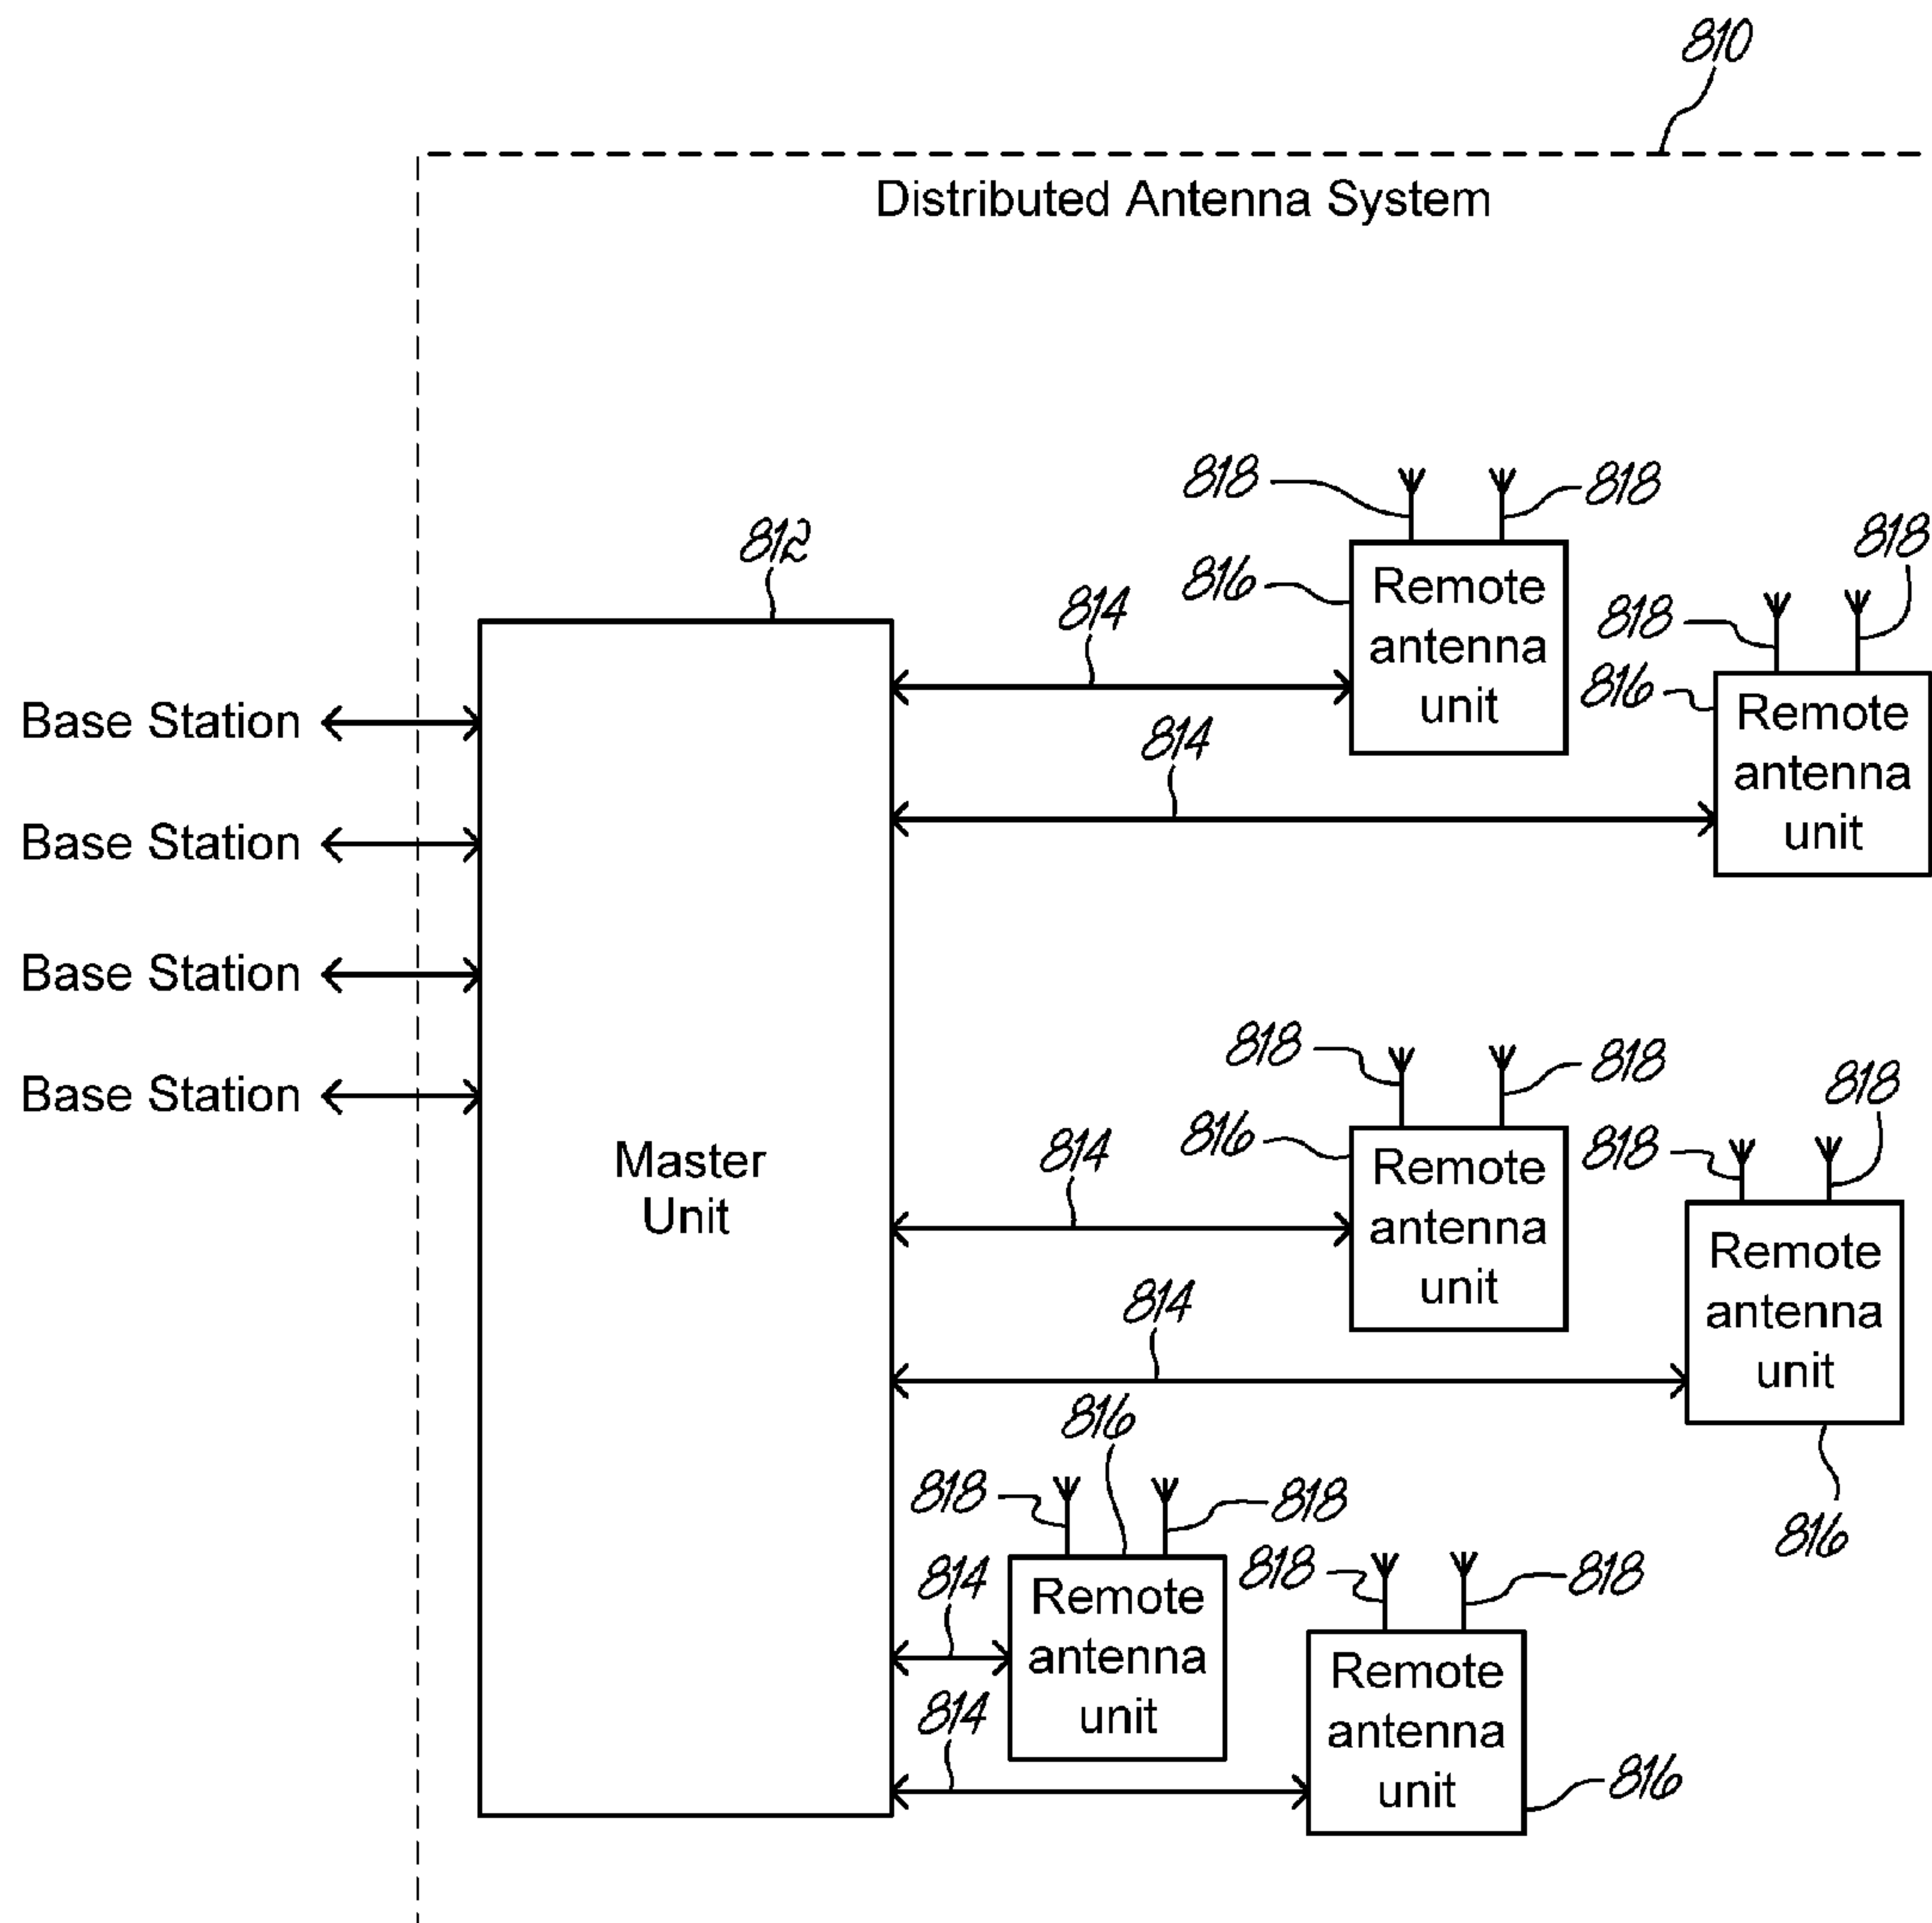 810
Distributed Antenna System
818
818
812
816
Remote
antenna
unit
818
818
816
Remote
antenna
unit
814
814
Base Station
Base Station
Base Station
Base Station
Master
Unit
818
818
816
Remote
antenna
unit
818
818
Remote
antenna
unit
816
814
814
816
818
818
Remote
antenna
unit
814
818
818
Remote
antenna
unit
816
814